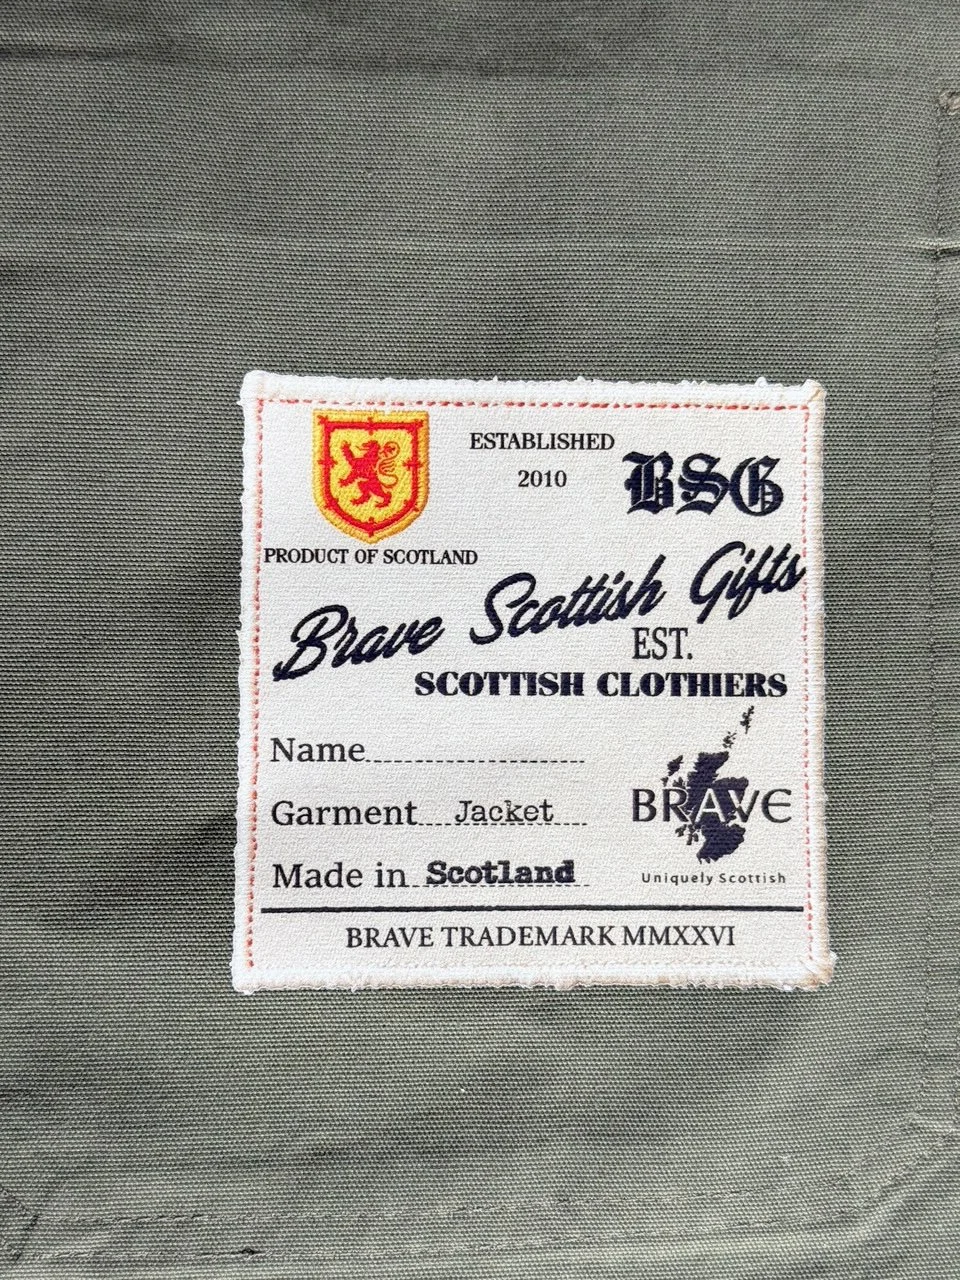 ESTABLISHED
2010
BSG
PRODUCT OF SCOTLAND
Brave Scottish Gifts
EST.
SCOTTISH CLOTHIERS
Name
Garment Jacket
Made in Scotland
BRAVE
Uniquely Scottish
BRAVE TRADEMARK MMXXVI